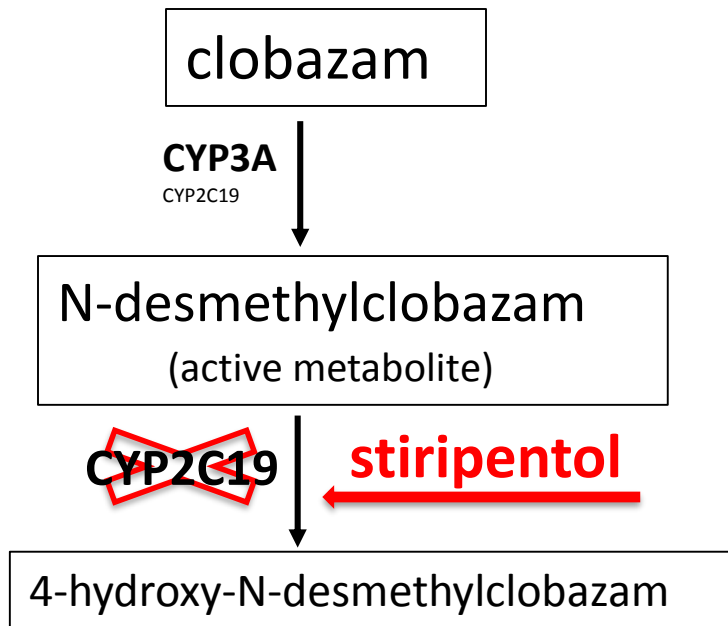 clobazam
CYP3A
CYP2C19
N-desmethylclobazam
(active metabolite)
CYP2C19
stiripentol
4-hydroxy-N-desmethylclobazam